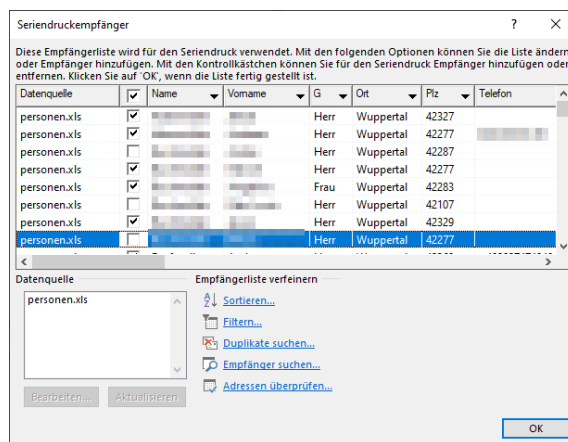 Seriendruckempfänger ? ×
Diese Empfängerliste wird für den Seriendruck verwendet. Mit den folgenden Optionen können Sie die Liste ändern
oder Empfänger hinzufügen. Mit den Kontrollkästchen können Sie für den Seriendruck Empfänger hinzufügen oder
entfernen. Klicken Sie auf 'OK', wenn die Liste fertig gestellt ist.
Datenquelle Name Vorname G Ort Plz Telefon
personen.xls Herr Wuppertal 42327
personen.xls Herr Wuppertal 42277
personen.xls Herr Wuppertal 42287
personen.xls Herr Wuppertal 42277
personen.xls Frau Wuppertal 42283
personen.xls Herr Wuppertal 42107
personen.xls Herr Wuppertal 42329
personen.xls Herr Wuppertal 42277
Datenquelle Empfängerliste verfeinern
personen.xls
Sortieren...
Filtern...
Duplikate suchen...
Empfänger suchen...
Adressen überprüfen...
Bearbeiten... Aktualisieren
OK